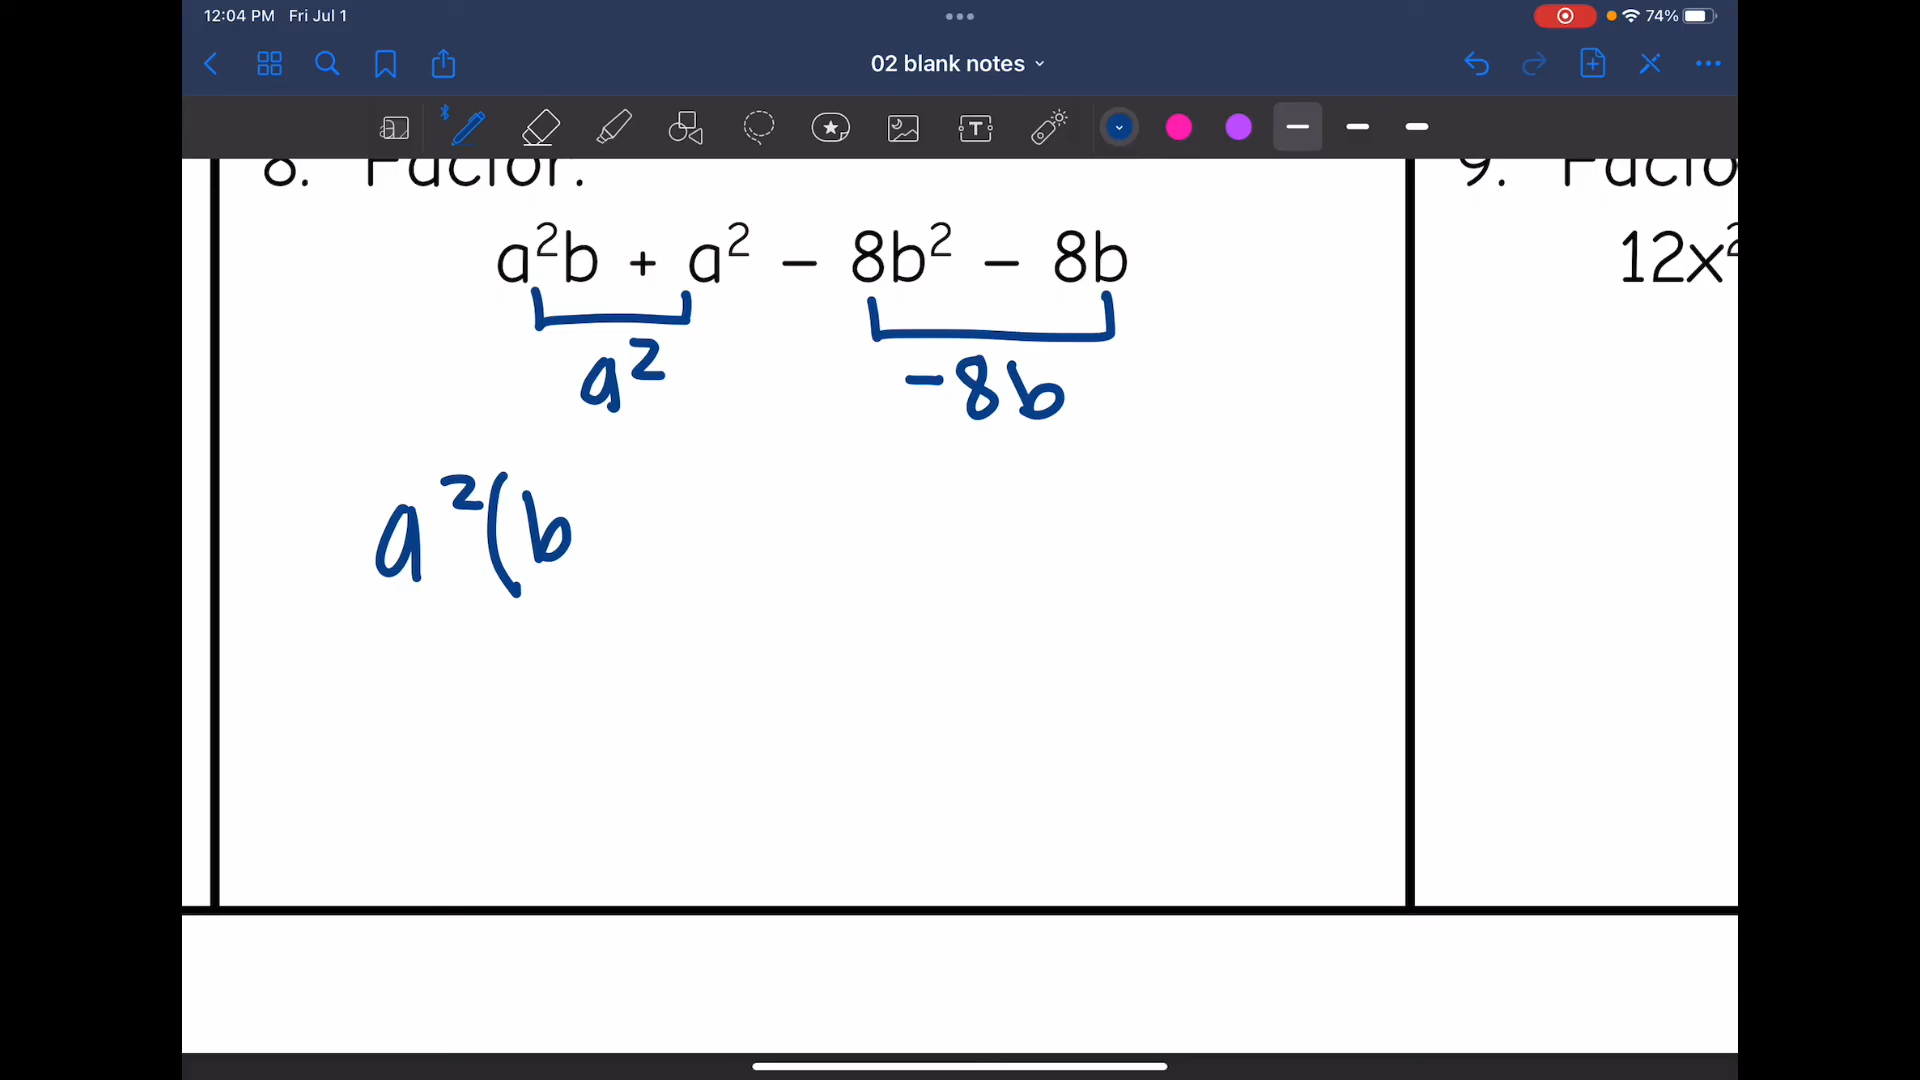 12:04 PM Fri Jul 1
74%
02 blank notes
8. Factor:
9. Facto
a²b + a² – 8b² – 8b
12x²
a²
-8b
a²(b